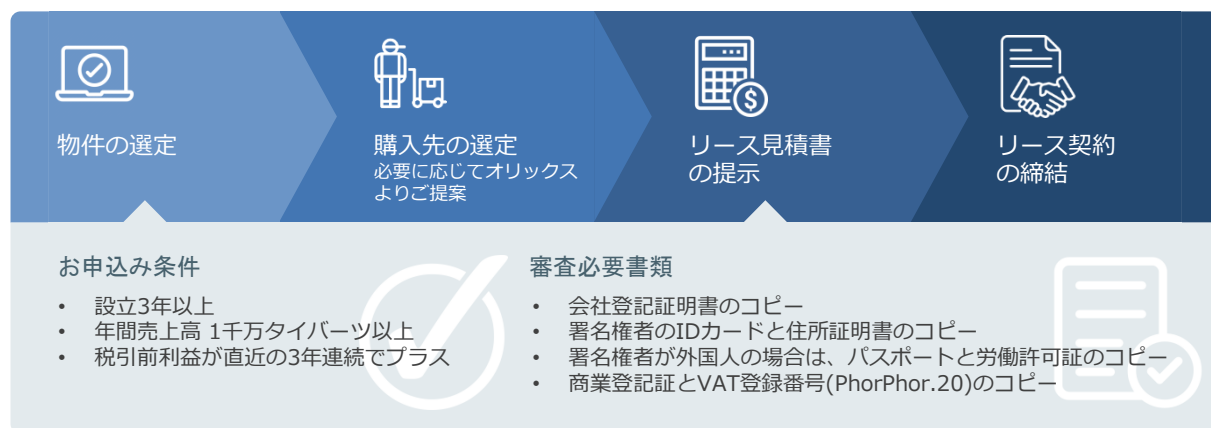 物件の選定
購入先の選定
必要に応じてオリックス
よりご提案
リース見積書
の提示
リース契約
の締結
お申込み条件
• 設立3年以上
• 年間売上高 1千万タイバーツ以上
• 税引前利益が直近の3年連続でプラス
審査必要書類
• 会社登記証明書のコピー
• 署名権者のIDカードと住所証明書のコピー
• 署名権者が外国人の場合は、パスポートと労働許可証のコピー
• 商業登記証とVAT登録番号(PhorPhor.20)のコピー